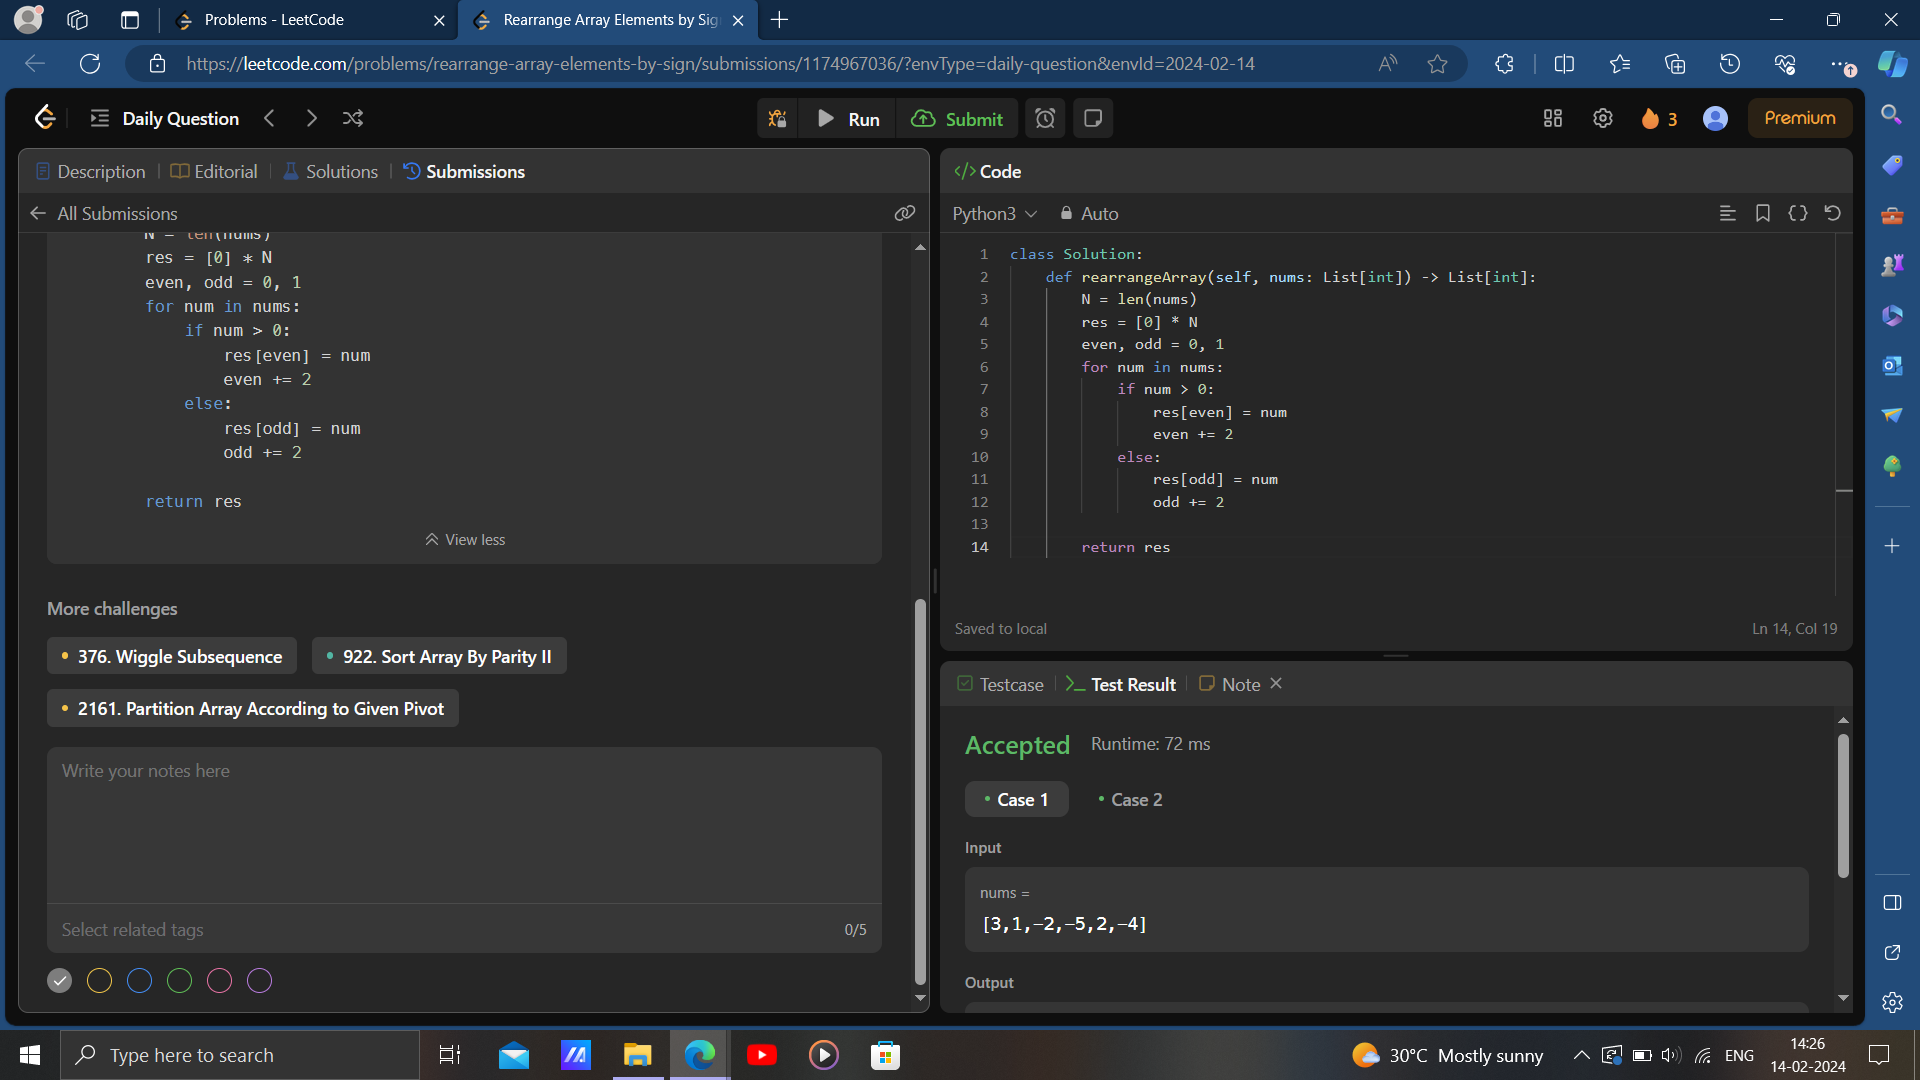 Problems - LeetCode
Rearrange Array Elements by Sig
https://leetcode.com/problems/rearrange-array-elements-by-sign/submissions/1174967036/?envType=daily-question&envId=2024-02-14
Daily Question
Run
Submit
3
Premium
Description
Editorial
Solutions
Submissions
All Submissions
N = len(nums)
res = [0] * N
even, odd = 0, 1
for num in nums:
if num > 0:
res[even] = num
even += 2
else:
res[odd] = num
odd += 2
return res
View less
More challenges
376. Wiggle Subsequence
922. Sort Array By Parity II
2161. Partition Array According to Given Pivot
Write your notes here
Select related tags
0/5
</> Code
Python3
Auto
1 class Solution:
2 def rearrangeArray(self, nums: List[int]) -> List[int]:
3 N = len(nums)
4 res = [0] * N
5 even, odd = 0, 1
6 for num in nums:
7 if num > 0:
8 res[even] = num
9 even += 2
10 else:
11 res[odd] = num
12 odd += 2
13
14 return res
Saved to local
Ln 14, Col 19
Testcase
Test Result
Note
Accepted
Runtime: 72 ms
Case 1
Case 2
Input
nums =
[3,1,-2,-5,2,-4]
Output
Type here to search
30°C Mostly sunny
ENG
14:26
14-02-2024